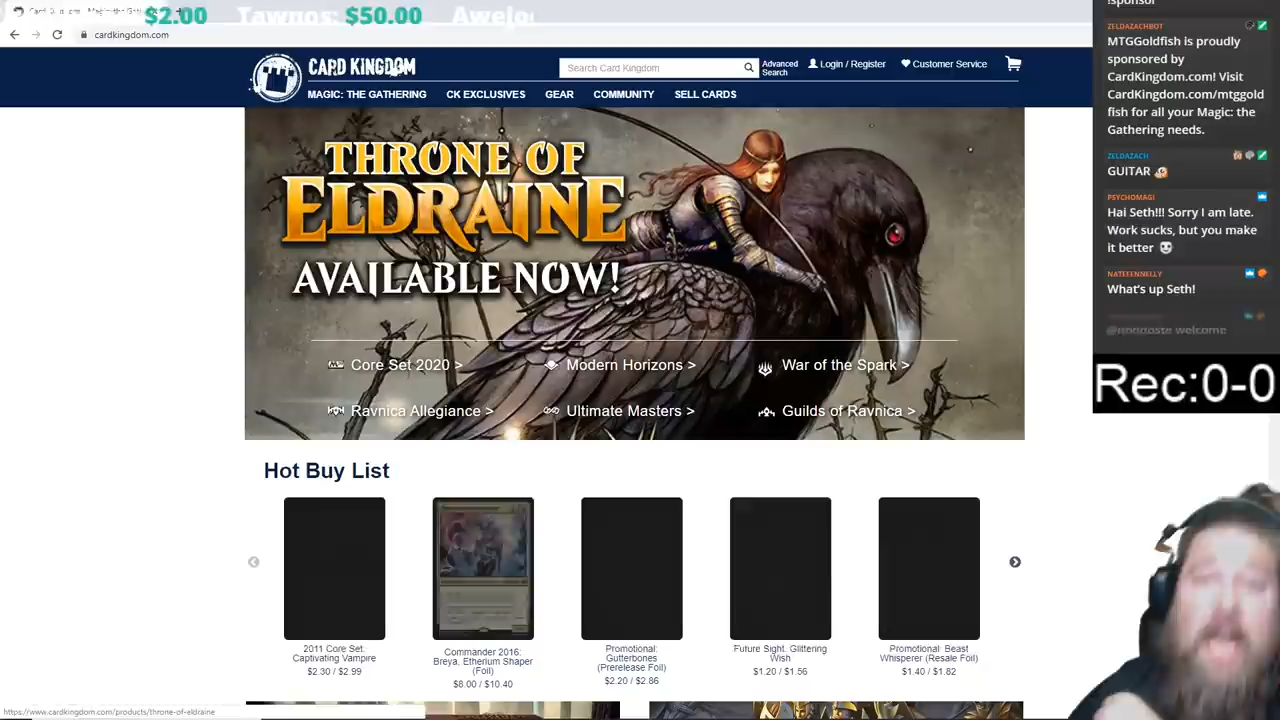 $2.00 Tawnos: $50.00
cardkingdom.com
CARD KINGDOM
Search Card Kingdom
Advanced
Search
Login / Register
Customer Service
MAGIC: THE GATHERING CK EXCLUSIVES GEAR COMMUNITY SELL CARDS
THRONE OF
ELDRAINE
AVAILABLE NOW!
Core Set 2020 > Modern Horizons > War of the Spark >
Ravnica Allegiance > Ultimate Masters > Guilds of Ravnica >
Hot Buy List
2011 Core Set:
Captivating Vampire
$2.30 / $2.99
Commander 2016:
Breya, Etherium Shaper
(Foil)
$8.00 / $10.40
Promotional:
Gutterbones
(Prerelease Foil)
$2.20 / $2.86
Future Sight: Glittering
Wish
$1.20 / $1.56
Promotional: Beast
Whisperer (Resale Foil)
$1.40 / $1.82
https://www.cardkingdom.com/products/throne-of-eldraine
!sponsor
ZELDAZACHBOT
MTGGoldfish is proudly
sponsored by
CardKingdom.com! Visit
CardKingdom.com/mtggold
fish for all your Magic: the
Gathering needs.
ZELDAZACH
GUITAR
PSYCHOMAGI
Hai Seth!!! Sorry I am late.
Work sucks, but you make
it better
NATEEENNELLY
What's up Seth!
welcome
Rec:0-0